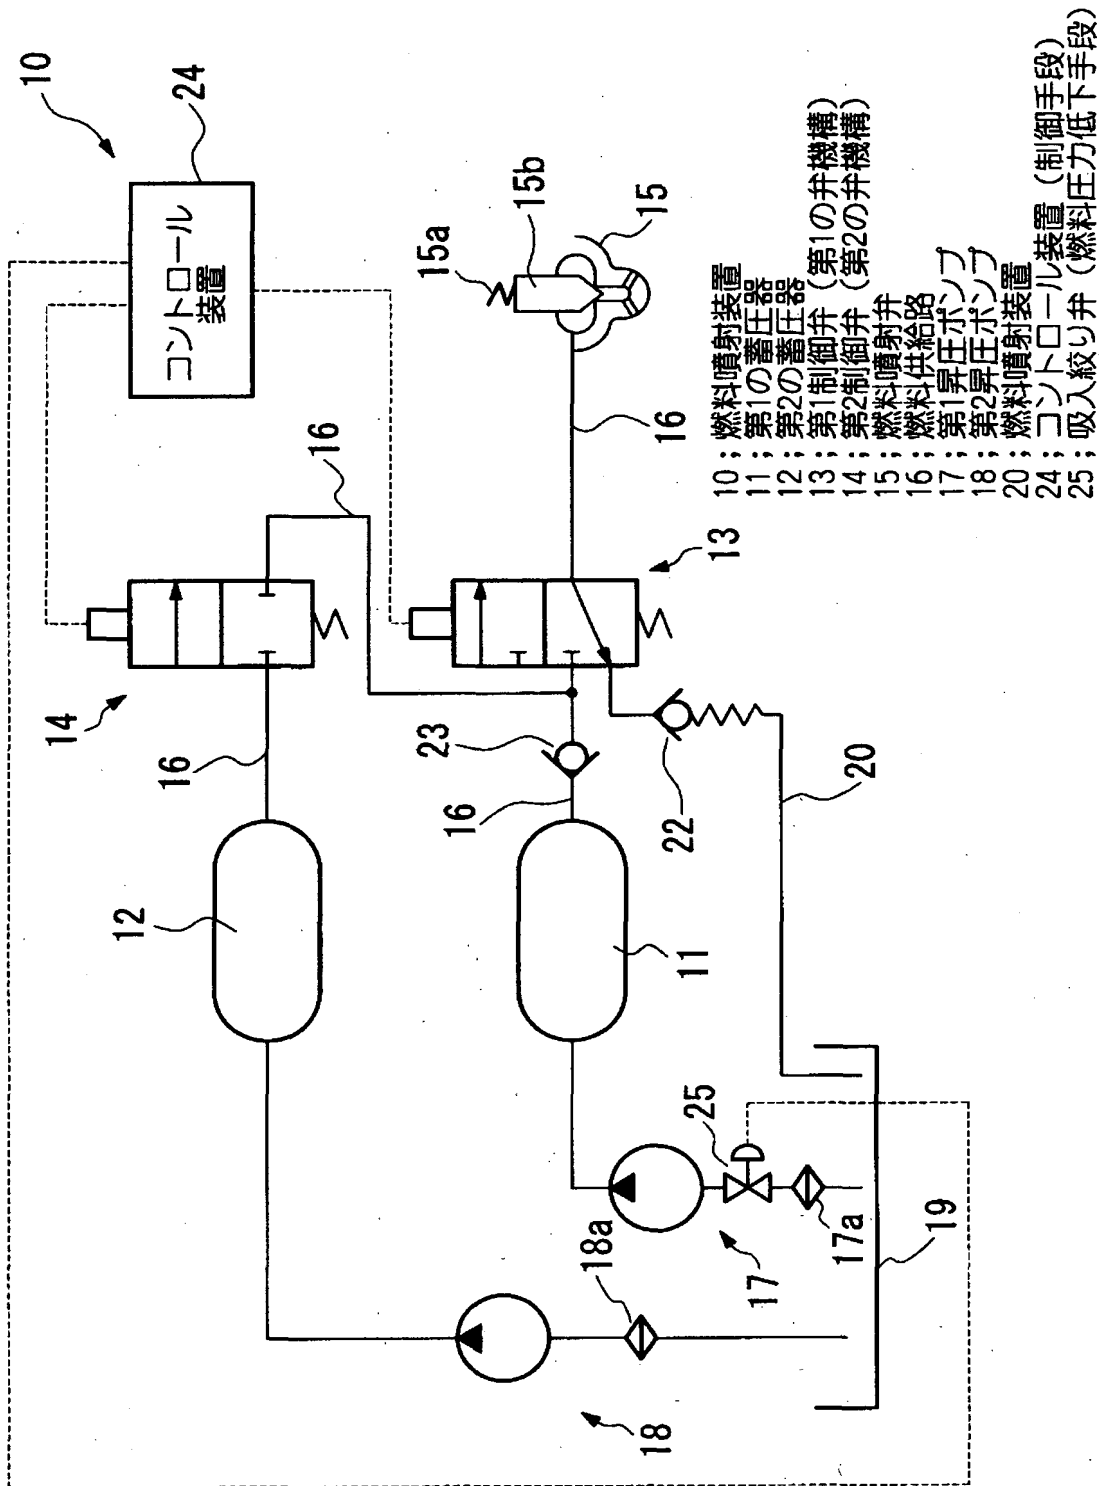 10
24
コントロール
装置
14
16
16
12
15a
15b
15
16
13
23
16
22
11
20
25
18a
17
17a
19
18
10；燃料噴射装置
11；第1の蓄圧器
12；第2の蓄圧器
13；第1制御弁（第1の弁機構）
14；第2制御弁（第2の弁機構）
15；燃料噴射弁
16；燃料供給路
17；第1昇圧ポンプ
18；第2昇圧ポンプ
20；燃料噴射装置
24；コントロール装置（制御手段）
25；吸入絞り弁（燃料圧力低下手段）